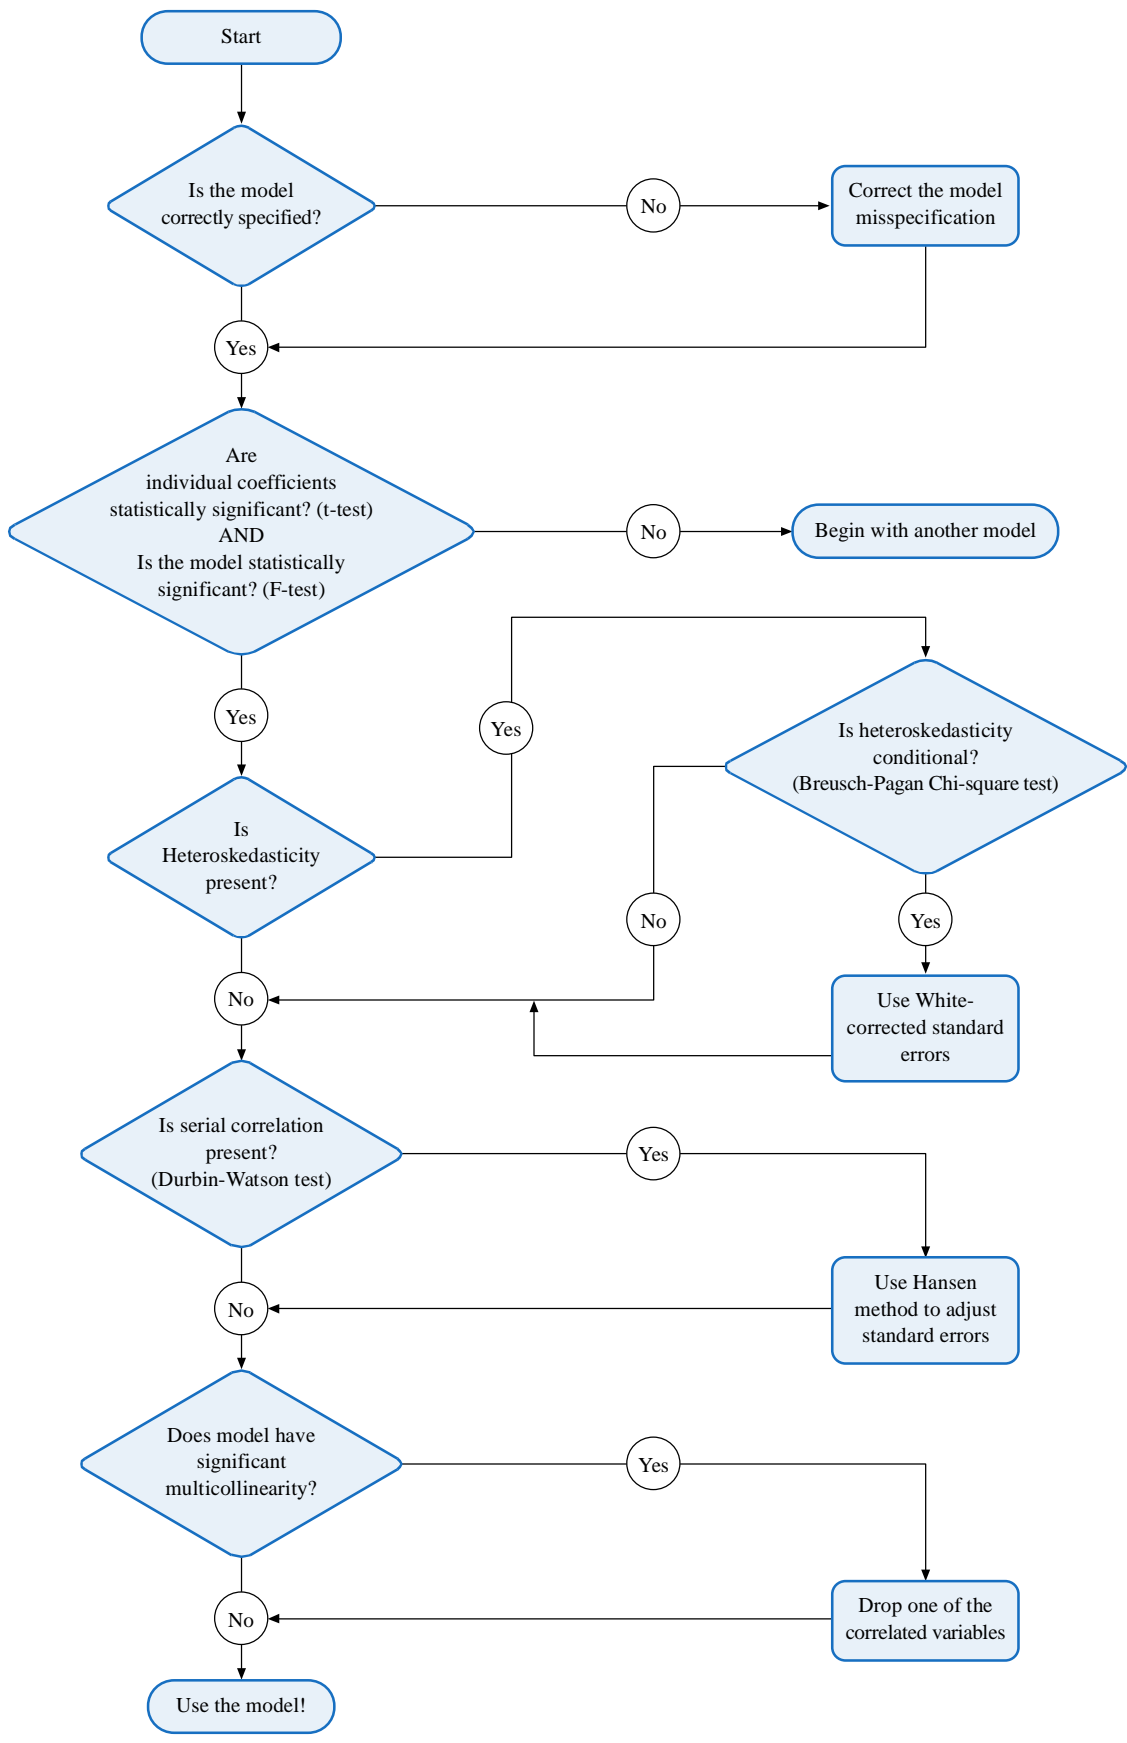 Start
Is the model
correctly specified?
No
Correct the model
misspecification
Yes
Are
individual coefficients
statistically significant? (t-test)
AND
Is the model statistically
significant? (F-test)
No
Begin with another model
Yes
Yes
Is heteroskedasticity
conditional?
(Breusch-Pagan Chi-square test)
Is
Heteroskedasticity
present?
No
Yes
No
Use White-
corrected standard
errors
Is serial correlation
present?
(Durbin-Watson test)
Yes
No
Use Hansen
method to adjust
standard errors
Does model have
significant
multicollinearity?
Yes
No
Drop one of the
correlated variables
Use the model!